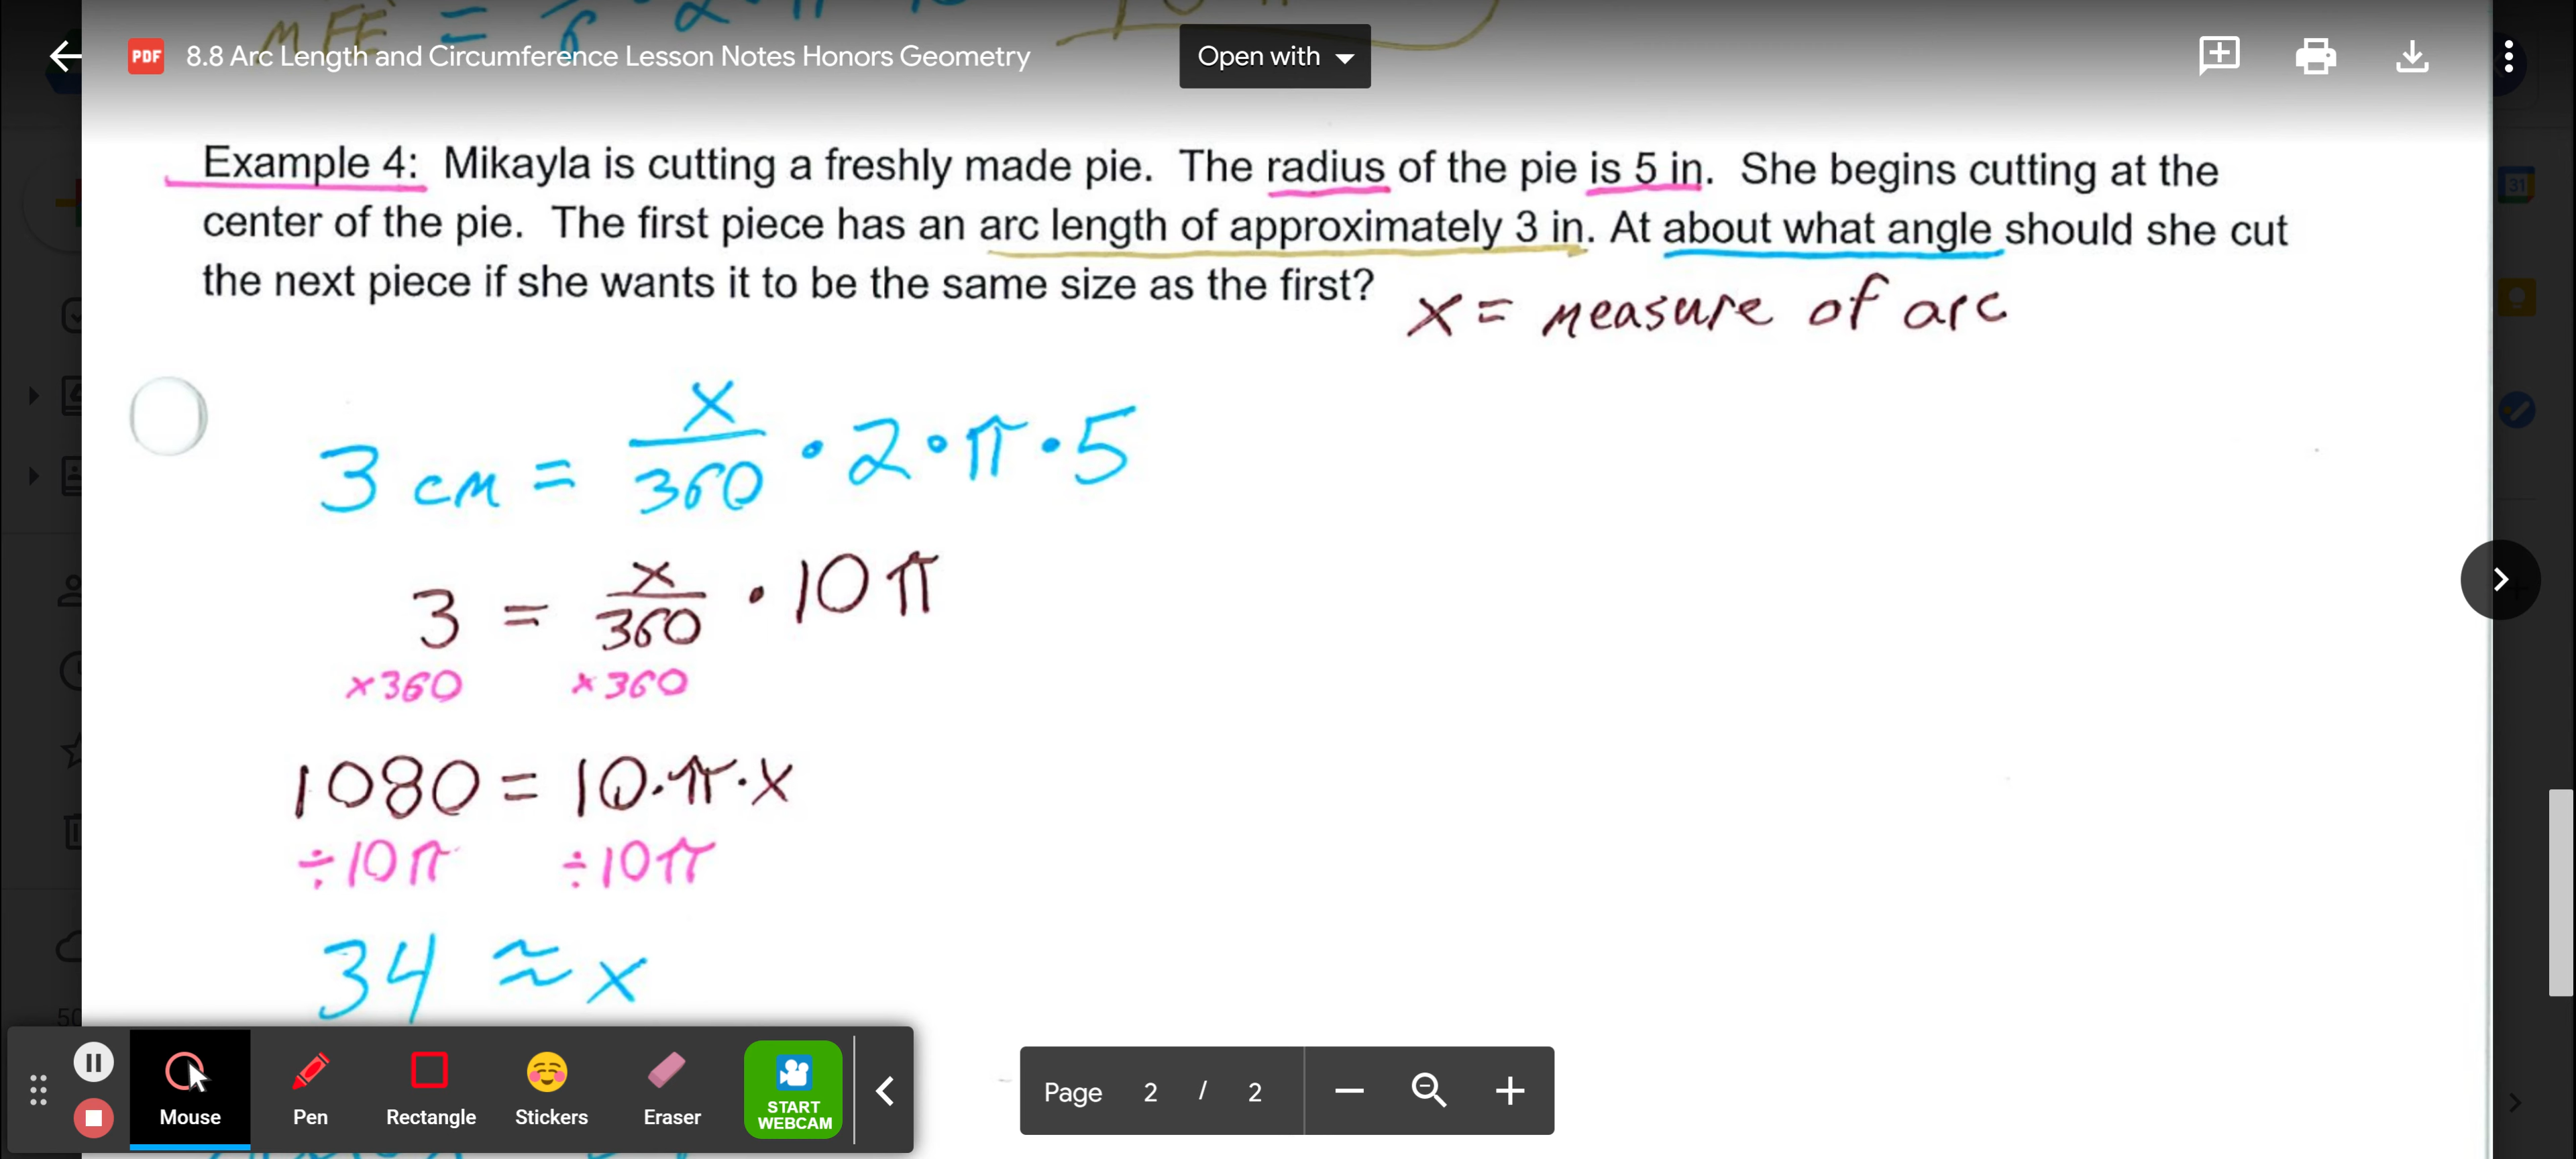 8.8 Arc Length and Circumference Lesson Notes Honors Geometry
Open with
Example 4: Mikayla is cutting a freshly made pie. The radius of the pie is 5 in. She begins cutting at the
center of the pie. The first piece has an arc length of approximately 3 in. At about what angle should she cut
the next piece if she wants it to be the same size as the first?
x = measure of arc
3 cm = x/360 · 2 · π · 5
3 = x/360 · 10π
×360 ×360
1080 = 10·π·x
÷10π ÷10π
34 ≈ x
Mouse
Pen
Rectangle
Stickers
Eraser
START
WEBCAM
Page 2 / 2
PDF
31